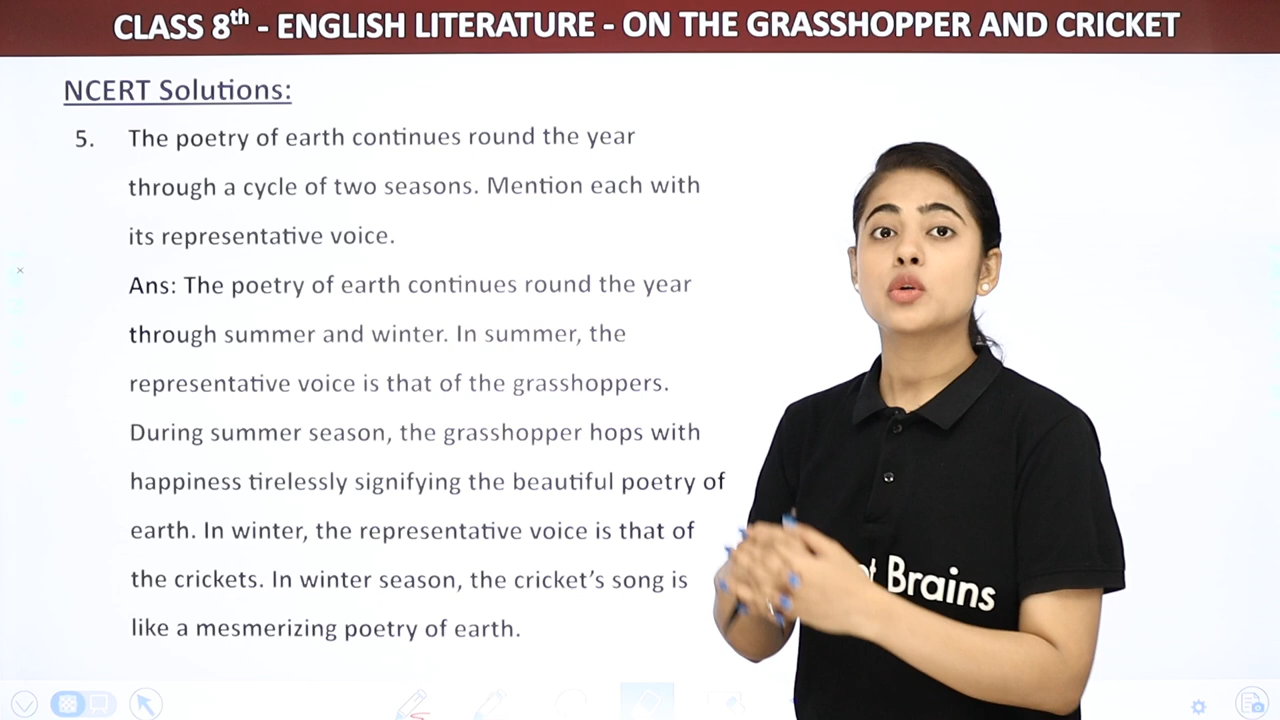 CLASS 8th - ENGLISH LITERATURE - ON THE GRASSHOPPER AND CRICKET
NCERT Solutions:
5. The poetry of earth continues round the year
through a cycle of two seasons. Mention each with
its representative voice.
Ans: The poetry of earth continues round the year
through summer and winter. In summer, the
representative voice is that of the grasshoppers.
During summer season, the grasshopper hops with
happiness tirelessly signifying the beautiful poetry of
earth. In winter, the representative voice is that of
the crickets. In winter season, the cricket's song is
like a mesmerizing poetry of earth.
Brains